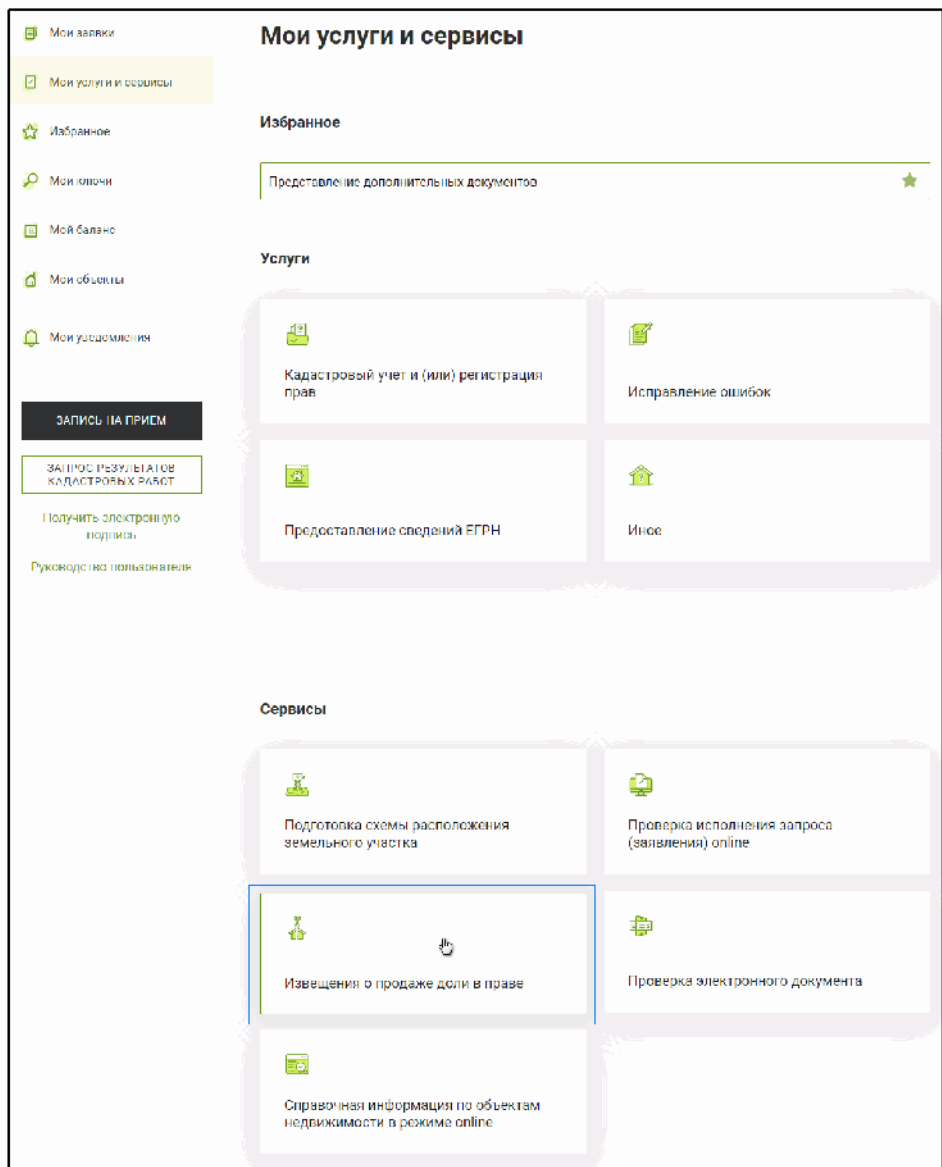 Мои заявки
Мои услуги и сервисы
Избранное
Мои ключи
Мой баланс
Мои объекты
Мои уведомления
ЗАПИСЬ НА ПРИЕМ
ЗАПРОС РЕЗУЛЬТАТОВ
КАДАСТРОВЫХ РАБОТ
Получить электронную
подпись
Руководство пользователя
Мои услуги и сервисы
Избранное
Представление дополнительных документов
Услуги
Кадастровый учет и (или) регистрация
прав
Исправление ошибок
Предоставление сведений ЕГРН
Иное
Сервисы
Подготовка схемы расположения
земельного участка
Проверка исполнения запроса
(заявления) online
Извещения о продаже доли в праве
Проверка электронного документа
Справочная информация по объектам
недвижимости в режиме online